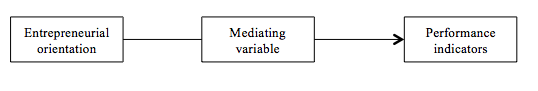 Entrepreneurial
orientation
Mediating
variable
Performance
indicators